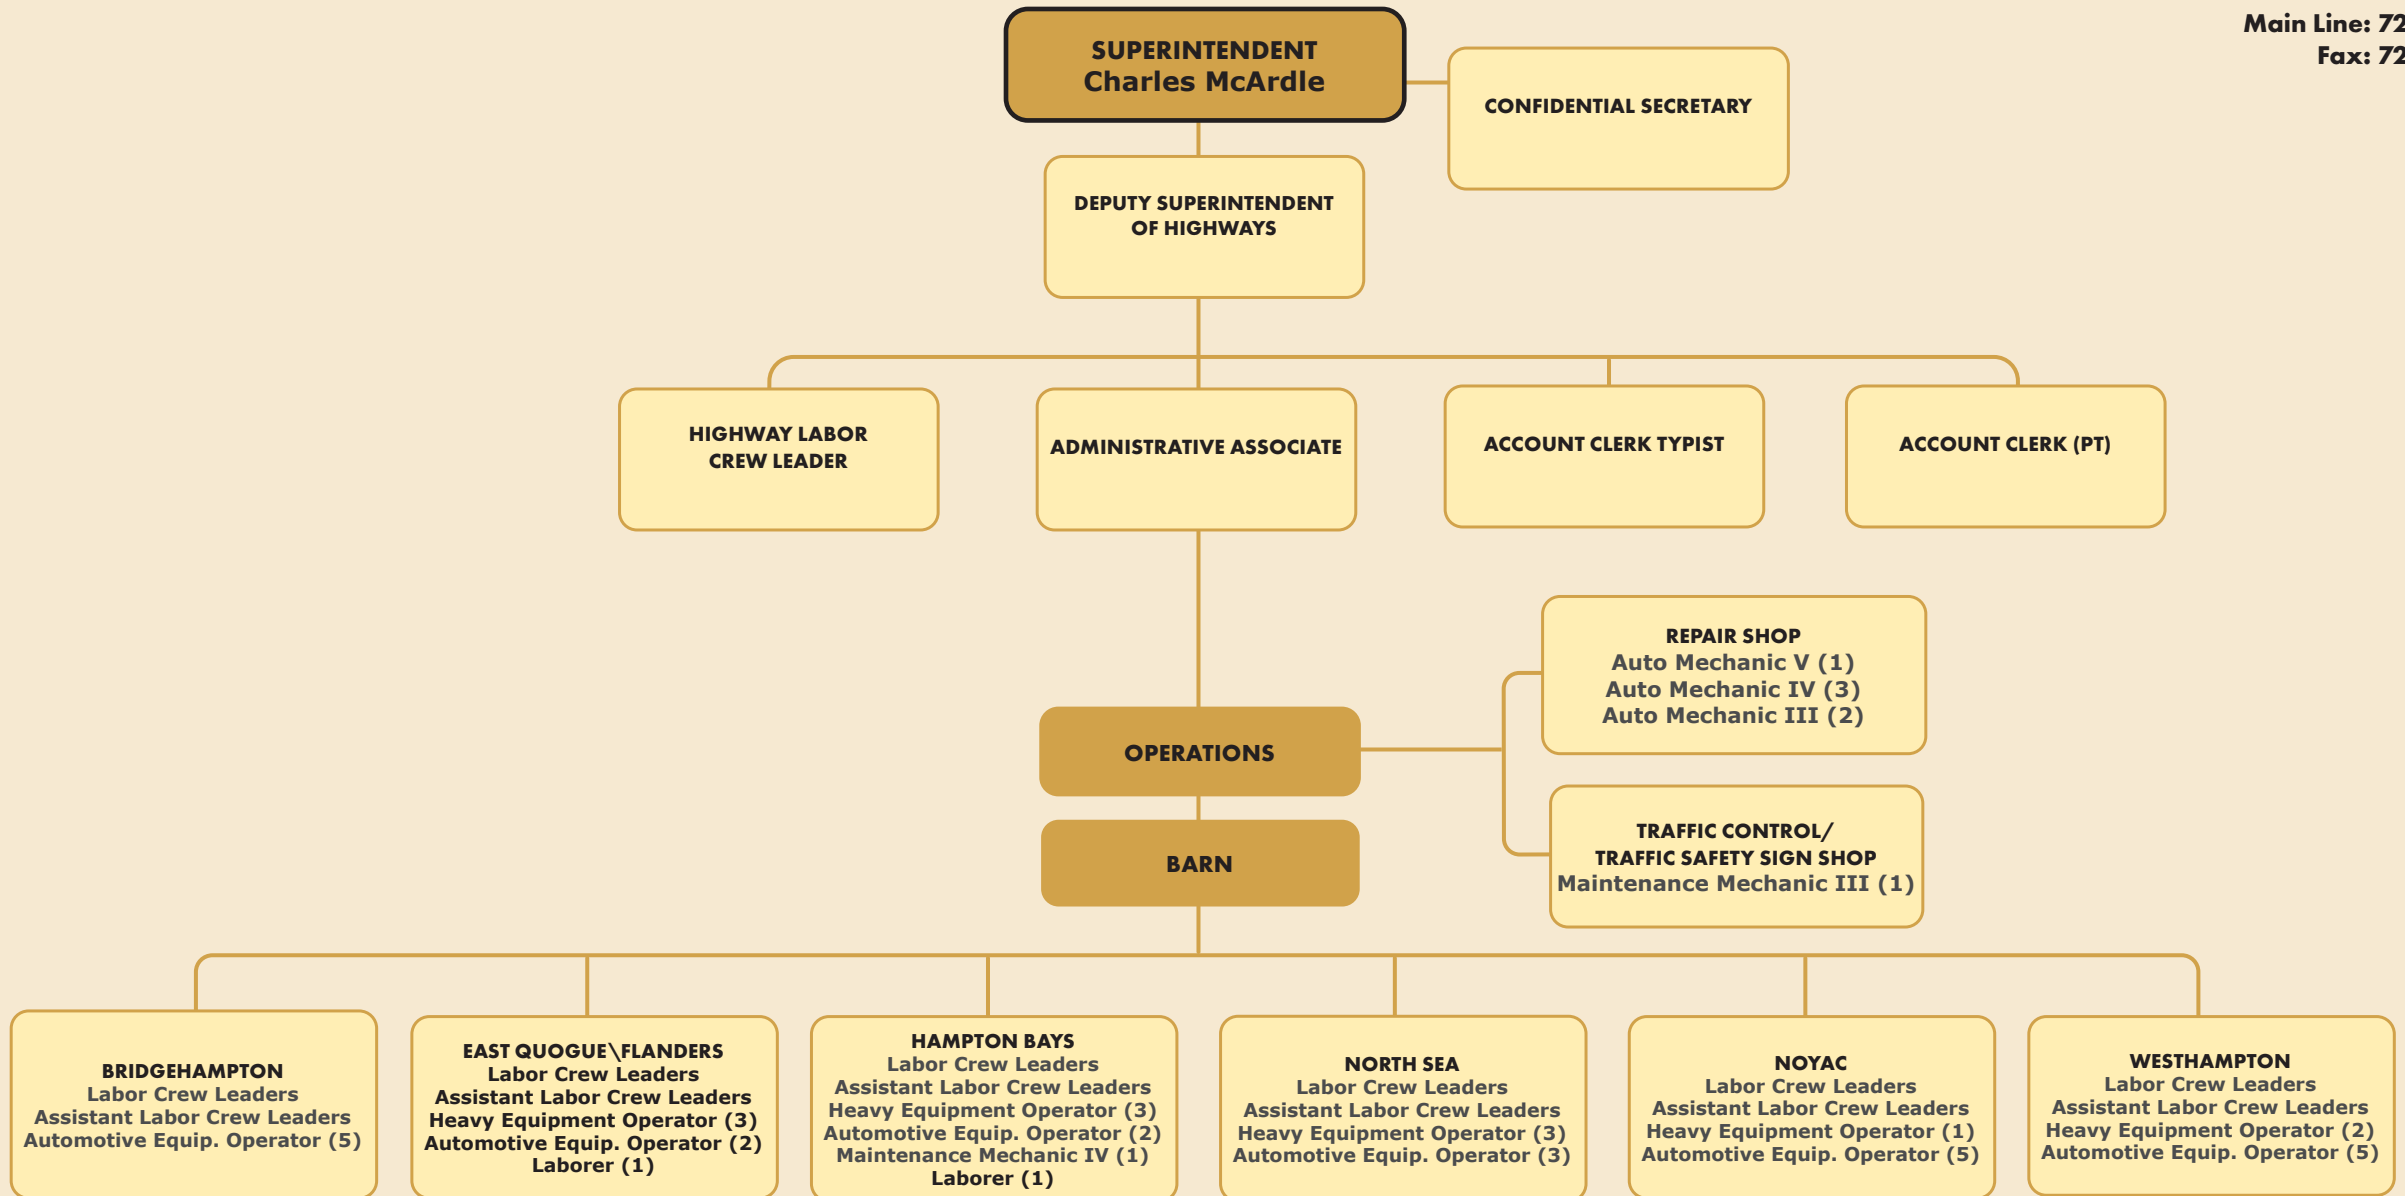 Main Line: 72
Fax: 72
SUPERINTENDENT
Charles McArdle
CONFIDENTIAL SECRETARY
DEPUTY SUPERINTENDENT
OF HIGHWAYS
HIGHWAY LABOR
CREW LEADER
ADMINISTRATIVE ASSOCIATE
ACCOUNT CLERK TYPIST
ACCOUNT CLERK (PT)
REPAIR SHOP
Auto Mechanic V (1)
Auto Mechanic IV (3)
Auto Mechanic III (2)
OPERATIONS
TRAFFIC CONTROL/
TRAFFIC SAFETY SIGN SHOP
Maintenance Mechanic III (1)
BARN
BRIDGEHAMPTON
Labor Crew Leaders
Assistant Labor Crew Leaders
Automotive Equip. Operator (5)
EAST QUOGUE\FLANDERS
Labor Crew Leaders
Assistant Labor Crew Leaders
Heavy Equipment Operator (3)
Automotive Equip. Operator (2)
Laborer (1)
HAMPTON BAYS
Labor Crew Leaders
Assistant Labor Crew Leaders
Heavy Equipment Operator (3)
Automotive Equip. Operator (2)
Maintenance Mechanic IV (1)
Laborer (1)
NORTH SEA
Labor Crew Leaders
Assistant Labor Crew Leaders
Heavy Equipment Operator (3)
Automotive Equip. Operator (3)
NOYAC
Labor Crew Leaders
Assistant Labor Crew Leaders
Heavy Equipment Operator (1)
Automotive Equip. Operator (5)
WESTHAMPTON
Labor Crew Leaders
Assistant Labor Crew Leaders
Heavy Equipment Operator (2)
Automotive Equip. Operator (5)